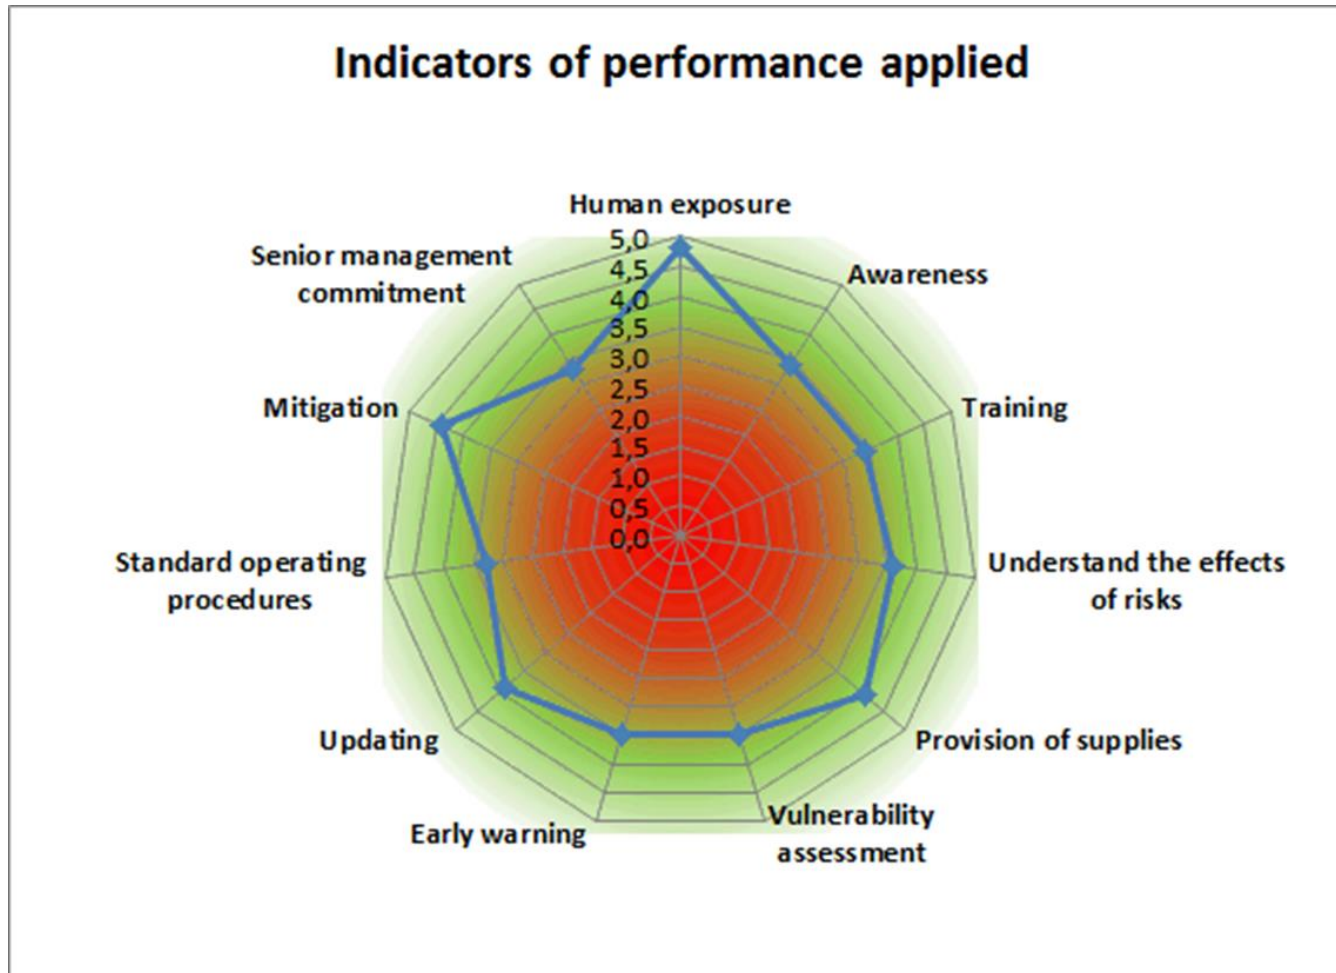 Indicators of performance applied
Human exposure
Senior management
commitment
Awareness
Mitigation
Training
Standard operating
procedures
Understand the effects
of risks
Updating
Provision of supplies
Early warning
Vulnerability
assessment
5,0
4,5
4,0
3,5
3,0
2,5
2,0
1,5
1,0
0,5
0,0